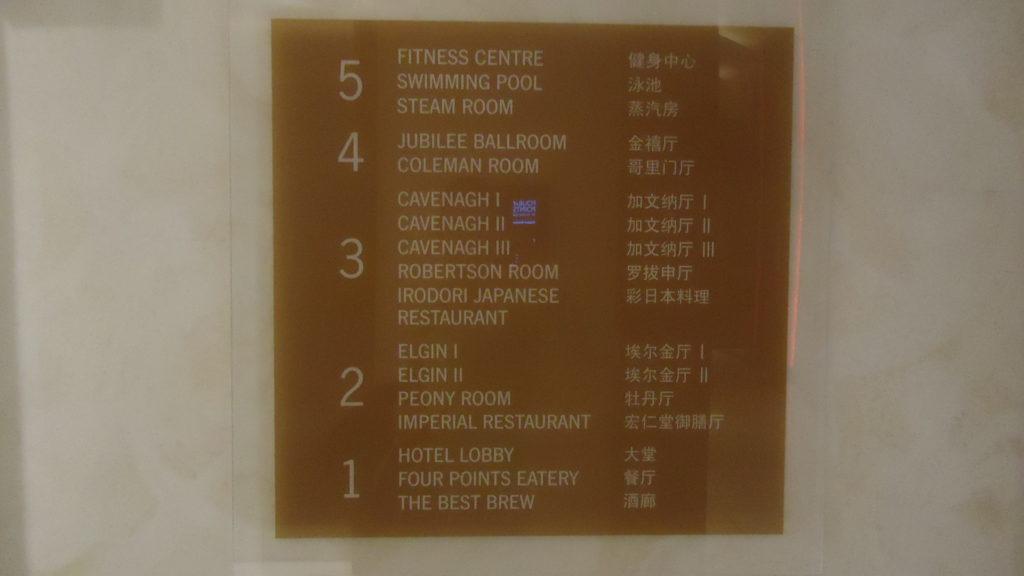 5 FITNESS CENTRE 健身中心
SWIMMING POOL 泳池
STEAM ROOM 蒸汽房
4 JUBILEE BALLROOM 金禧厅
COLEMAN ROOM 哥里门厅
3 CAVENAGH I 加文纳厅 I
CAVENAGH II 加文纳厅 II
CAVENAGH III 加文纳厅 III
ROBERTSON ROOM 罗拔申厅
IRODORI JAPANESE 彩日本料理
RESTAURANT
2 ELGIN I 埃尔金厅 I
ELGIN II 埃尔金厅 II
PEONY ROOM 牡丹厅
IMPERIAL RESTAURANT 宏仁堂御膳厅
1 HOTEL LOBBY 大堂
FOUR POINTS EATERY 餐厅
THE BEST BREW 酒廊